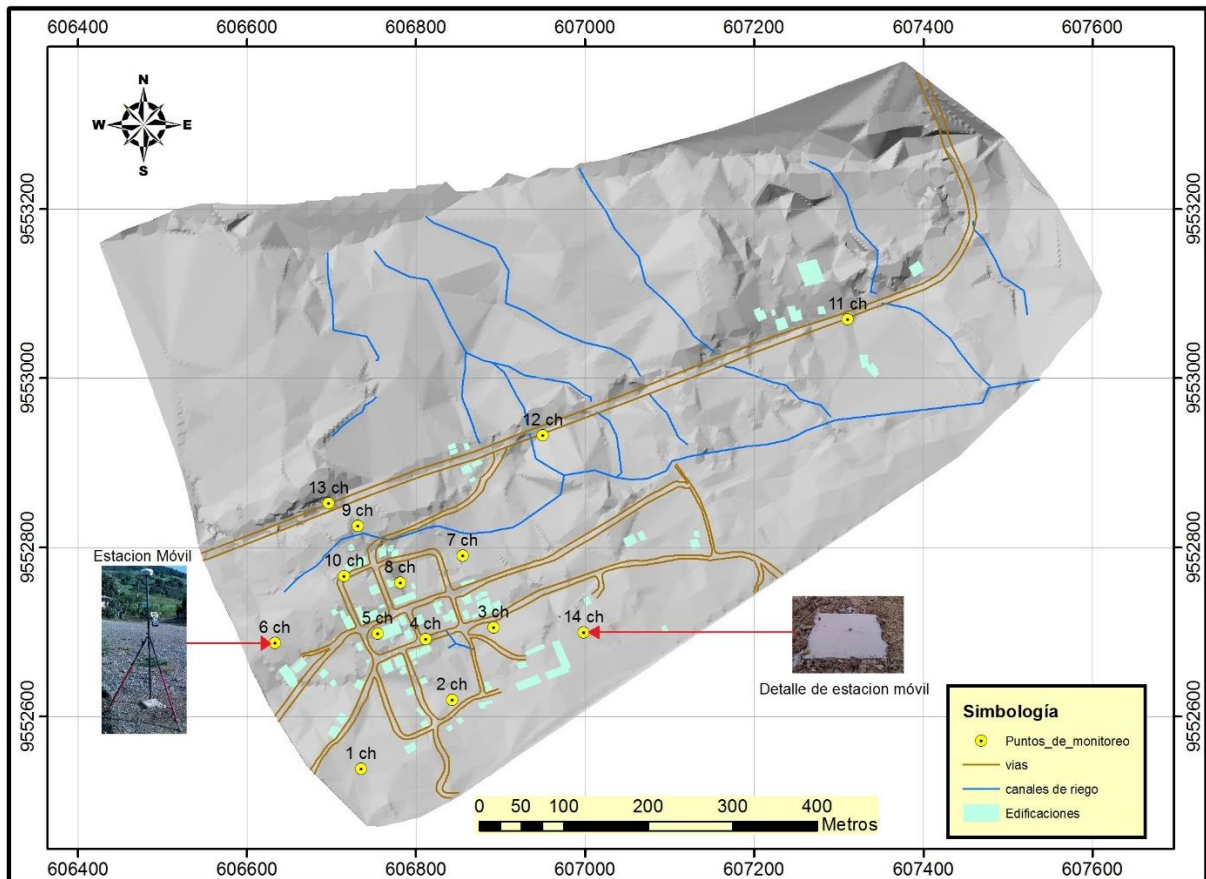 606400 606600 606800 607000 607200 607400 607600
N
W E
S
9553200 9553200
11 ch
9553000 9553000
12 ch
13 ch
9 ch
9552800 9552800
7 ch
Estacion Móvil
10 ch
8 ch
6 ch
5 ch
4 ch
3 ch
14 ch
2 ch
Detalle de estacion móvil
9552600 9552600
1 ch
Simbología
Puntos_de_monitoreo
vias
canales de riego
Edificaciones
0 50 100 200 300 400
Metros
606400 606600 606800 607000 607200 607400 607600